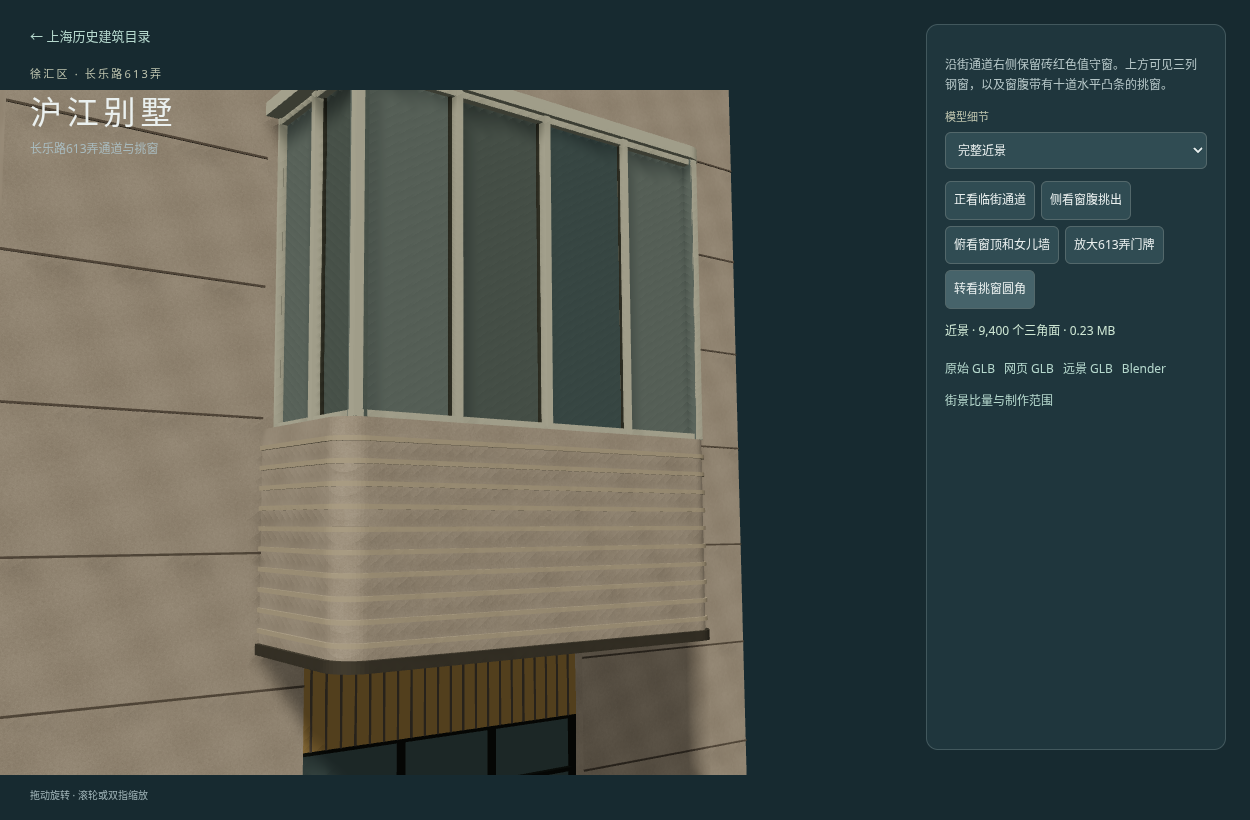 ← 上海历史建筑目录
徐汇区 · 长乐路613弄
沪江别墅
长乐路613弄通道与挑窗
沿街通道右侧保留砖红色值守窗。上方可见三列
钢窗，以及窗腹带有十道水平凸条的挑窗。
模型细节
完整近景
正看临街通道 侧看窗腹挑出
俯看窗顶和女儿墙 放大613弄门牌
转看挑窗圆角
近景 · 9,400 个三角面 · 0.23 MB
原始 GLB 网页 GLB 远景 GLB Blender
街景比量与制作范围
拖动旋转 · 滚轮或双指缩放